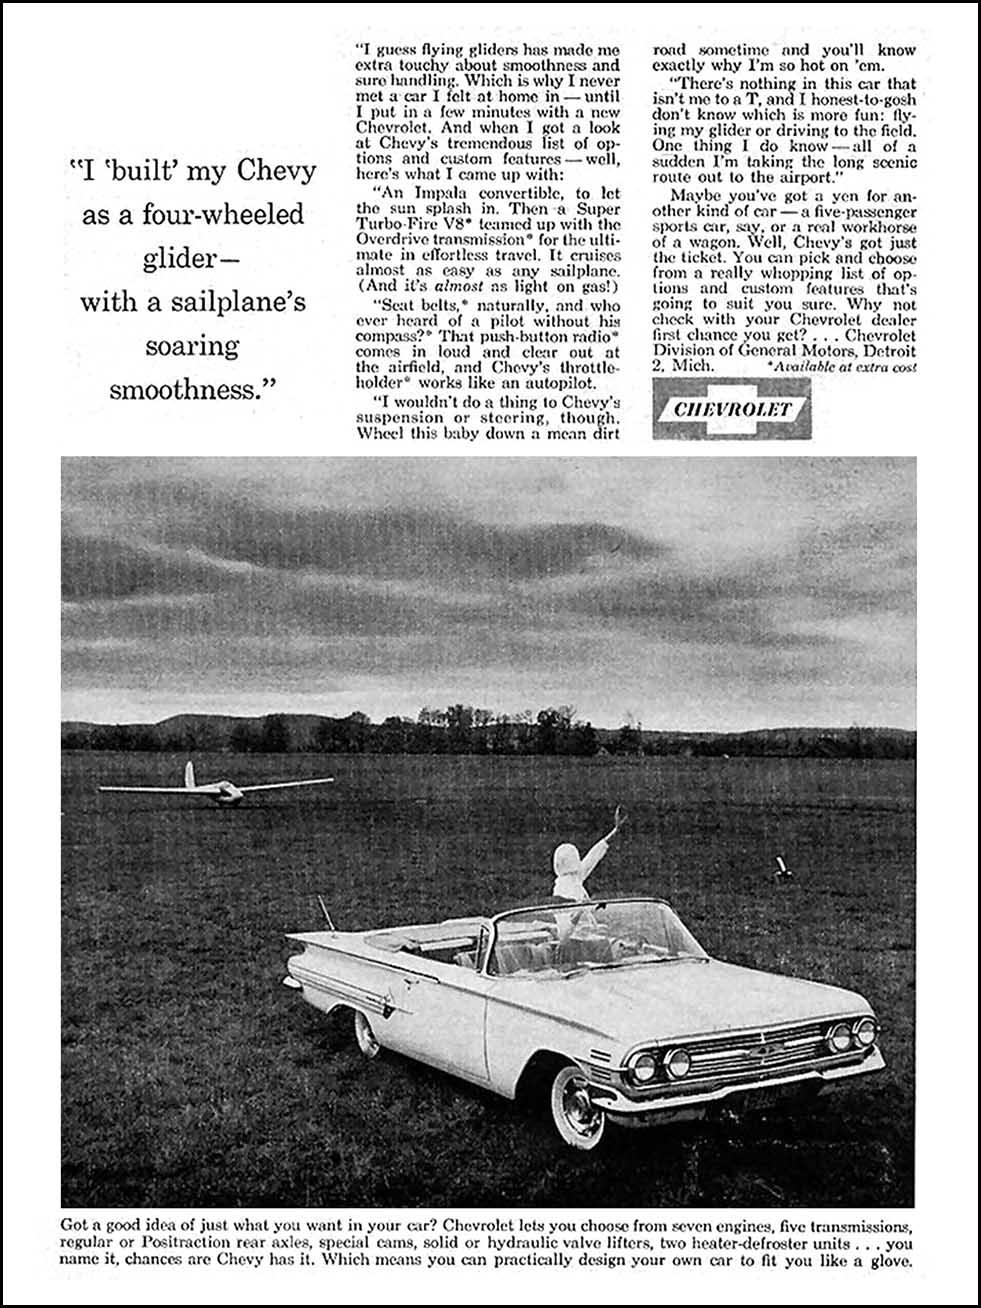 "I 'built' my Chevy
as a four-wheeled
glider—
with a sailplane's
soaring
smoothness."
"I guess flying gliders has made me
extra touchy about smoothness and
sure handling. Which is why I never
met a car I felt at home in — until
I put in a few minutes with a new
Chevrolet. And when I got a look
at Chevy's tremendous list of op-
tions and custom features — well,
here's what I came up with:
"An Impala convertible, to let
the sun splash in. Then a Super
Turbo-Fire V8* teamed up with the
Overdrive transmission* for the ulti-
mate in effortless travel. It cruises
almost as easy as any sailplane.
(And it's almost as light on gas!)
"Seat belts,* naturally, and who
ever heard of a pilot without his
compass?* That push-button radio*
comes in loud and clear out at
the airfield, and Chevy's throttle-
holder* works like an autopilot.
"I wouldn't do a thing to Chevy's
suspension or steering, though.
Wheel this baby down a mean dirt
road sometime and you'll know
exactly why I'm so hot on 'em.
"There's nothing in this car that
isn't me to a T, and I honest-to-gosh
don't know which is more fun: fly-
ing my glider or driving to the field.
One thing I do know — all of a
sudden I'm taking the long scenic
route out to the airport."
Maybe you've got a yen for an-
other kind of car — a five-passenger
sports car, say, or a real workhorse
of a wagon. Well, Chevy's got just
the ticket. You can pick and choose
from a really whopping list of op-
tions and custom features that's
going to suit you sure. Why not
check with your Chevrolet dealer
first chance you get? . . . Chevrolet
Division of General Motors, Detroit
2, Mich. *Available at extra cost
CHEVROLET
Got a good idea of just what you want in your car? Chevrolet lets you choose from seven engines, five transmissions,
regular or Positraction rear axles, special cams, solid or hydraulic valve lifters, two heater-defroster units . . . you
name it, chances are Chevy has it. Which means you can practically design your own car to fit you like a glove.